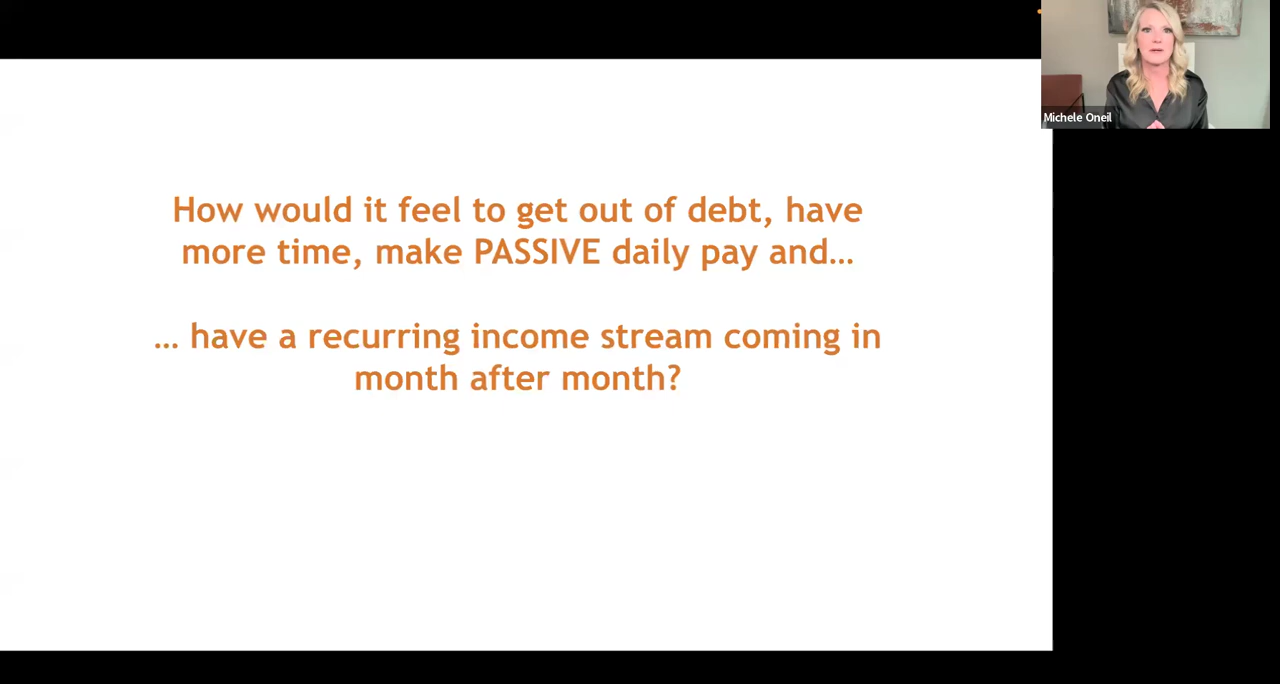 Michele Oneil
How would it feel to get out of debt, have
more time, make PASSIVE daily pay and…
… have a recurring income stream coming in
month after month?